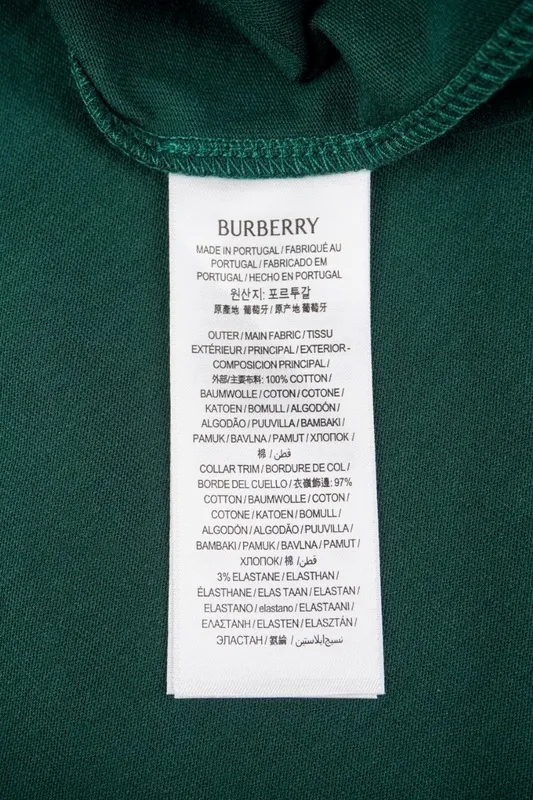 BURBERRY
MADE IN PORTUGAL / FABRIQUÉ AU
PORTUGAL / FABRICADO EM
PORTUGAL / HECHO EN PORTUGAL
원산지: 포르투갈
原產地 葡萄牙 / 原产地 葡萄牙
OUTER / MAIN FABRIC / TISSU
EXTÉRIEUR / PRINCIPAL / EXTERIOR -
COMPOSICION PRINCIPAL /
外部/主要布料: 100% COTTON /
BAUMWOLLE / COTON / COTONE /
KATOEN / BOMULL / ALGODÓN /
ALGODÃO / PUUVILLA / BAMBAKI /
PAMUK / BAVLNA / PAMUT / ХЛОПОК /
棉 / قطن /
COLLAR TRIM / BORDURE DE COL /
BORDE DEL CUELLO / 衣嶺飾邊: 97%
COTTON / BAUMWOLLE / COTON /
COTONE / KATOEN / BOMULL /
ALGODÓN / ALGODÃO / PUUVILLA /
BAMBAKI / PAMUK / BAVLNA / PAMUT /
ХЛОПОК/ 棉 /قطن/
3% ELASTANE / ELASTHAN /
ÉLASTHANE / ELAS TAAN / ELASTAN /
ELASTANO / elastano / ELASTAANI /
ΕΛΑΣΤΑΝΗ / ELASTEN / ELASZTÁN /
ЭЛАСТАН / / نسيج ايلاستين